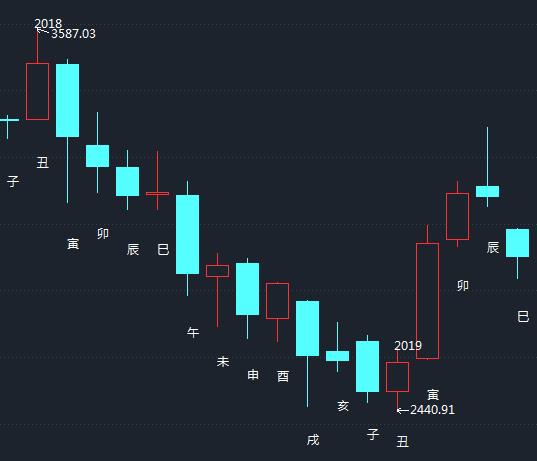 2018
3587.03
丑
子
寅
卯
辰
巳
午
未
申
酉
戌
亥
子
丑
2019
2440.91
寅
卯
辰
巳